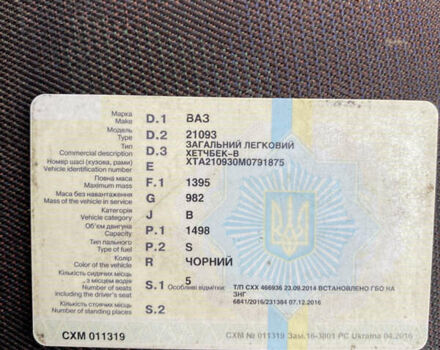 Марка
Make D.1 ВАЗ
Модель
Type D.2 21093
Тип
Commercial description D.3 ЗАГАЛЬНИЙ ЛЕГКОВИЙ
ХЕТЧБЕК-В
Номер шасі (кузова, рами)
Vehicle identification number E XTA210930M0791875
Повна маса
Maximum mass F.1 1395
Маса без навантаження
Mass of the vehicle in service G 982
Категорія
Vehicle category J B
Об'єм двигуна
Capacity P.1 1498
Тип пального
Type of fuel P.2 S
Колір
Color of the vehicle R ЧОРНИЙ
Кількість сидячих місць
з місцем водія
Number of seats
including the driver's seat S.1 5 Особливі відмітки: Т/П СХХ 466936 23.09.2014 ВСТАНОВЛЕНО ГБО НА
ЗНГ
6841/2016/231384 07.12.2016
Кількість стоячих місць
Number of standing places S.2
СХМ 011319
СХМ № 011319 Зам.16-3801 PC Ukraina 04.2016